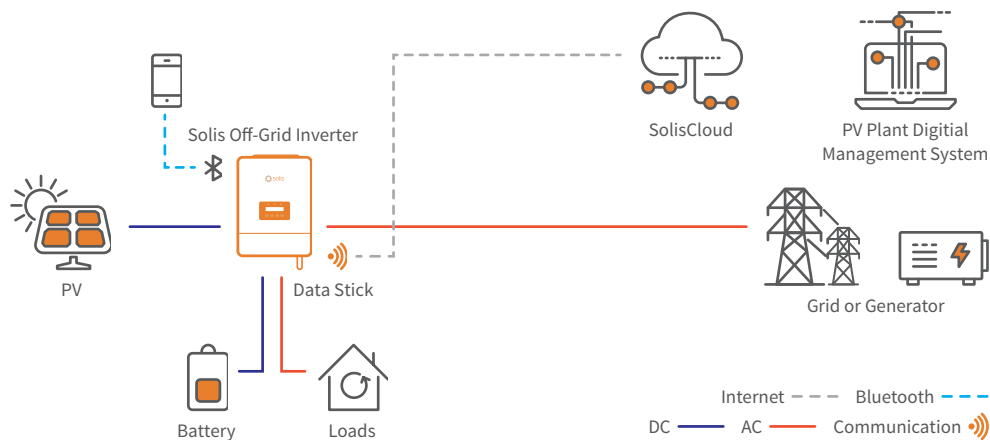 SolisCloud
PV Plant Digitial
Management System
Solis Off-Grid Inverter
solis
PV
Data Stick
Grid or Generator
Battery
Loads
Internet
Bluetooth
DC
AC
Communication